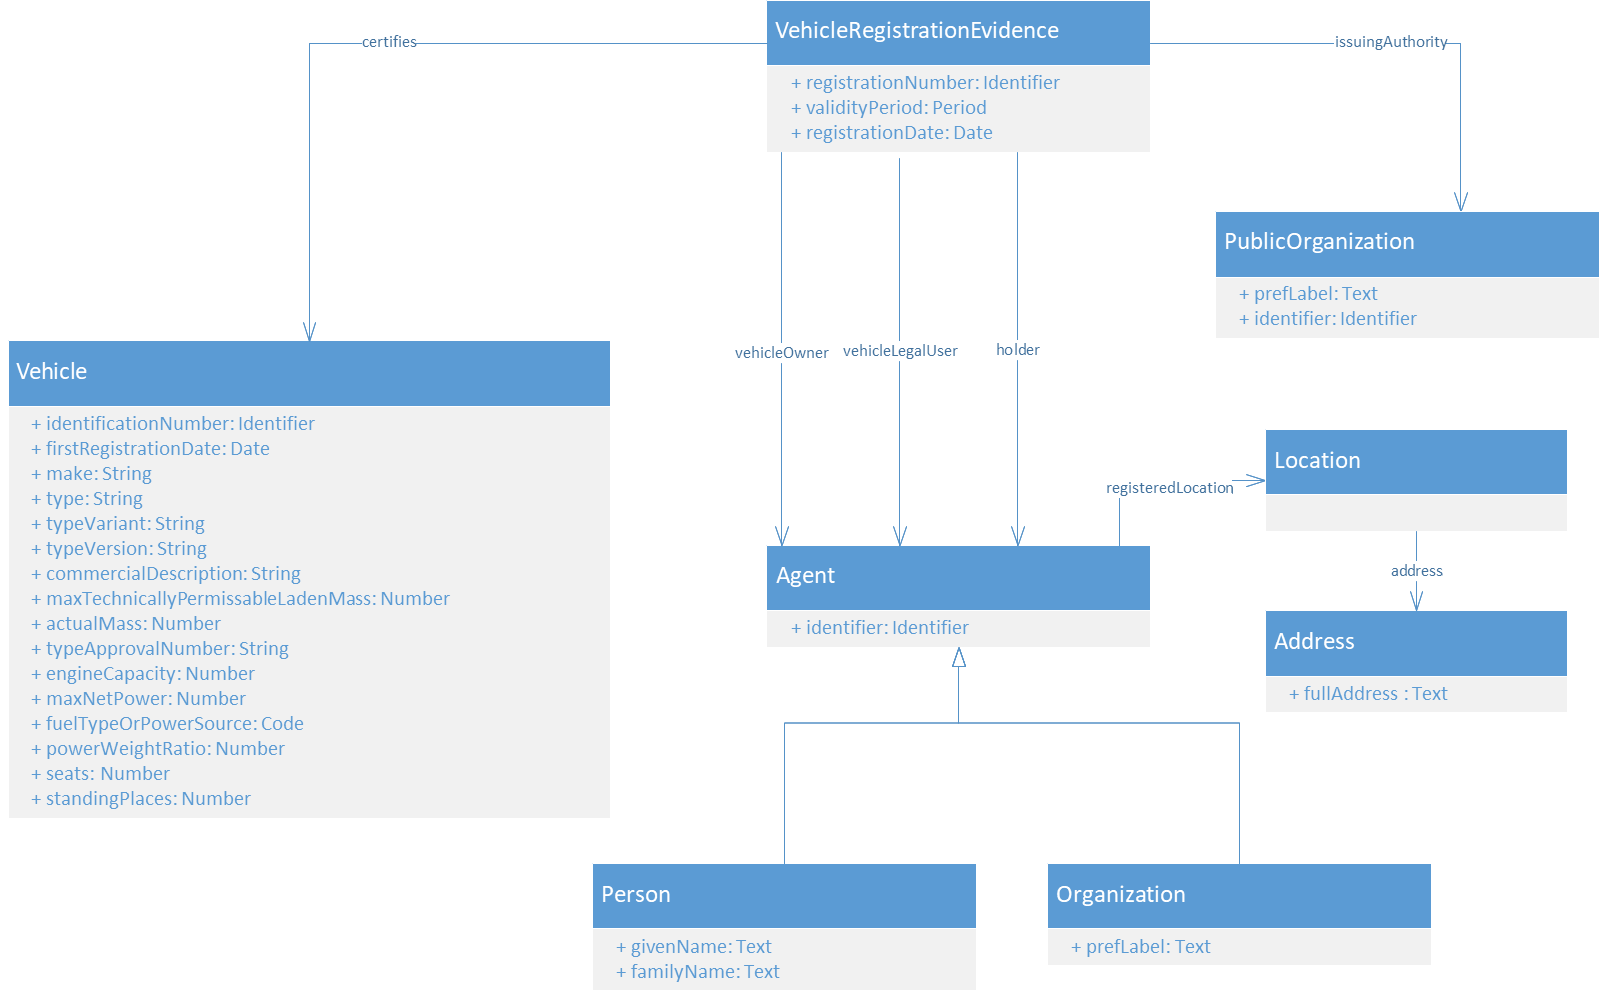 VehicleRegistrationEvidence
+ registrationNumber: Identifier
+ validityPeriod: Period
+ registrationDate: Date
certifies
issuingAuthority
PublicOrganization
+ prefLabel: Text
+ identifier: Identifier
vehicleOwner
vehicleLegalUser
holder
Vehicle
+ identificationNumber: Identifier
+ firstRegistrationDate: Date
+ make: String
+ type: String
+ typeVariant: String
+ typeVersion: String
+ commercialDescription: String
+ maxTechnicallyPermissableLadenMass: Number
+ actualMass: Number
+ typeApprovalNumber: String
+ engineCapacity: Number
+ maxNetPower: Number
+ fuelTypeOrPowerSource: Code
+ powerWeightRatio: Number
+ seats: Number
+ standingPlaces: Number
registeredLocation
Location
address
Agent
+ identifier: Identifier
Address
+ fullAddress : Text
Person
+ givenName: Text
+ familyName: Text
Organization
+ prefLabel: Text